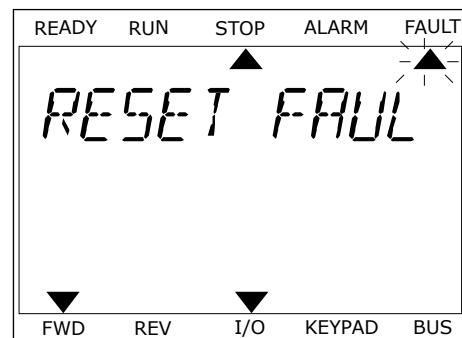 READY RUN STOP ALARM FAULT
RESET FAUL
FWD REV I/O KEYPAD BUS